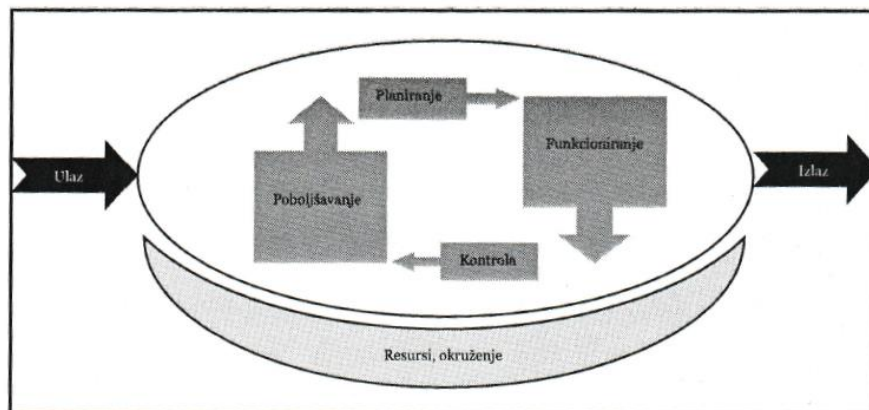 Planiranje
Funkcioniranje
Ulaz
Izlaz
Poboljšavanje
Kontrola
Resursi, okruženje